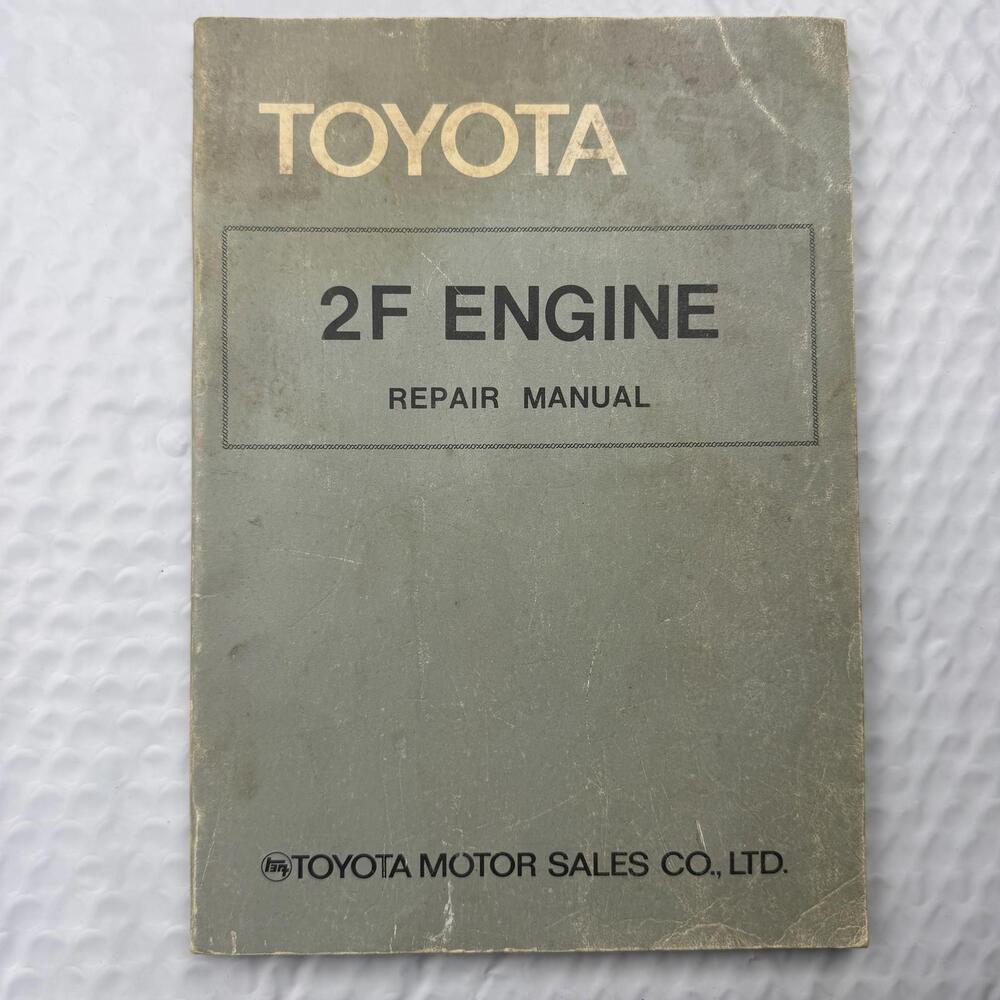 TOYOTA
2F ENGINE
REPAIR MANUAL
TOYOTA MOTOR SALES CO., LTD.